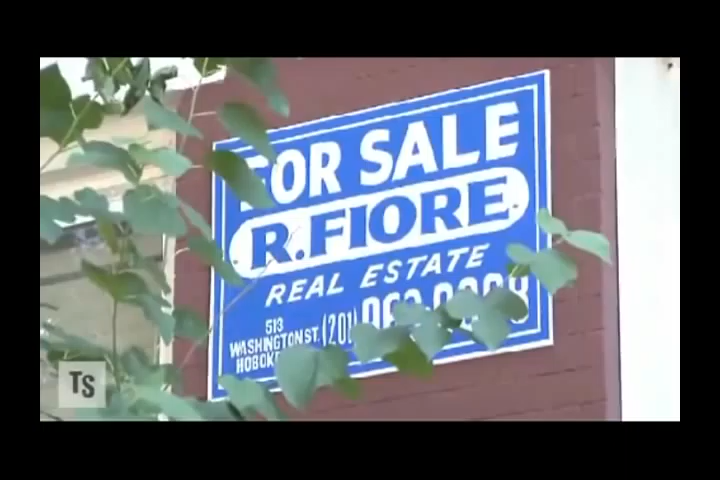 FOR SALE
R.FIORE
REAL ESTATE
513
WASHINGTON ST. (201)
TS